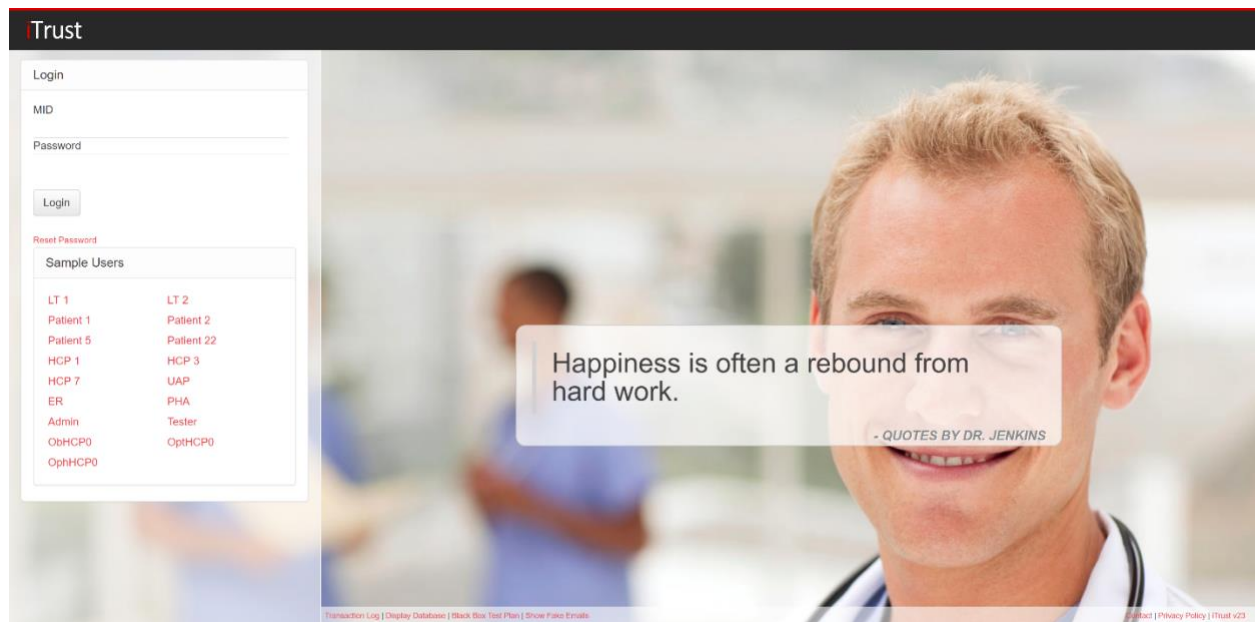 iTrust
Login
MID
Password
Login
Reset Password
Sample Users
LT 1 LT 2
Patient 1 Patient 2
Patient 5 Patient 22
HCP 1 HCP 3
HCP 7 UAP
ER PHA
Admin Tester
ObHCP0 OptHCP0
OphHCP0
Happiness is often a rebound from
hard work.
- QUOTES BY DR. JENKINS
Transaction Log | Display Database | Black Box Test Plan | Show Fake Emails
Contact | Privacy Policy | iTrust v23